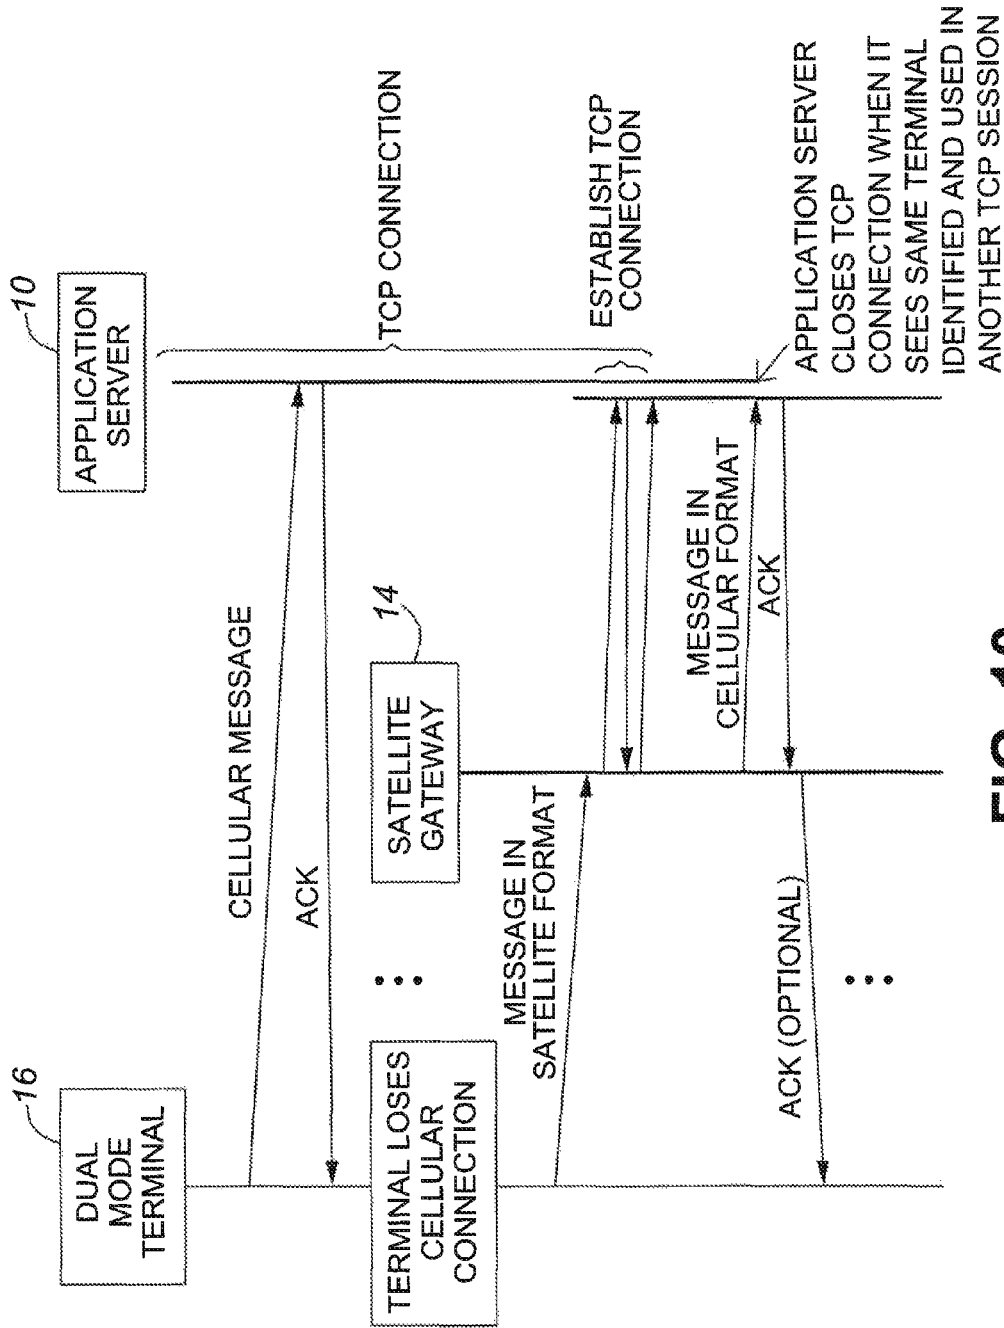 16
DUAL
MODE
TERMINAL
10
APPLICATION
SERVER
CELLULAR MESSAGE
ACK
TCP CONNECTION
TERMINAL LOSES
CELLULAR
CONNECTION
14
SATELLITE
GATEWAY
MESSAGE IN
SATELLITE FORMAT
ESTABLISH TCP
CONNECTION
MESSAGE IN
CELLULAR FORMAT
ACK
ACK (OPTIONAL)
APPLICATION SERVER
CLOSES TCP
CONNECTION WHEN IT
SEES SAME TERMINAL
IDENTIFIED AND USED IN
ANOTHER TCP SESSION
FIG